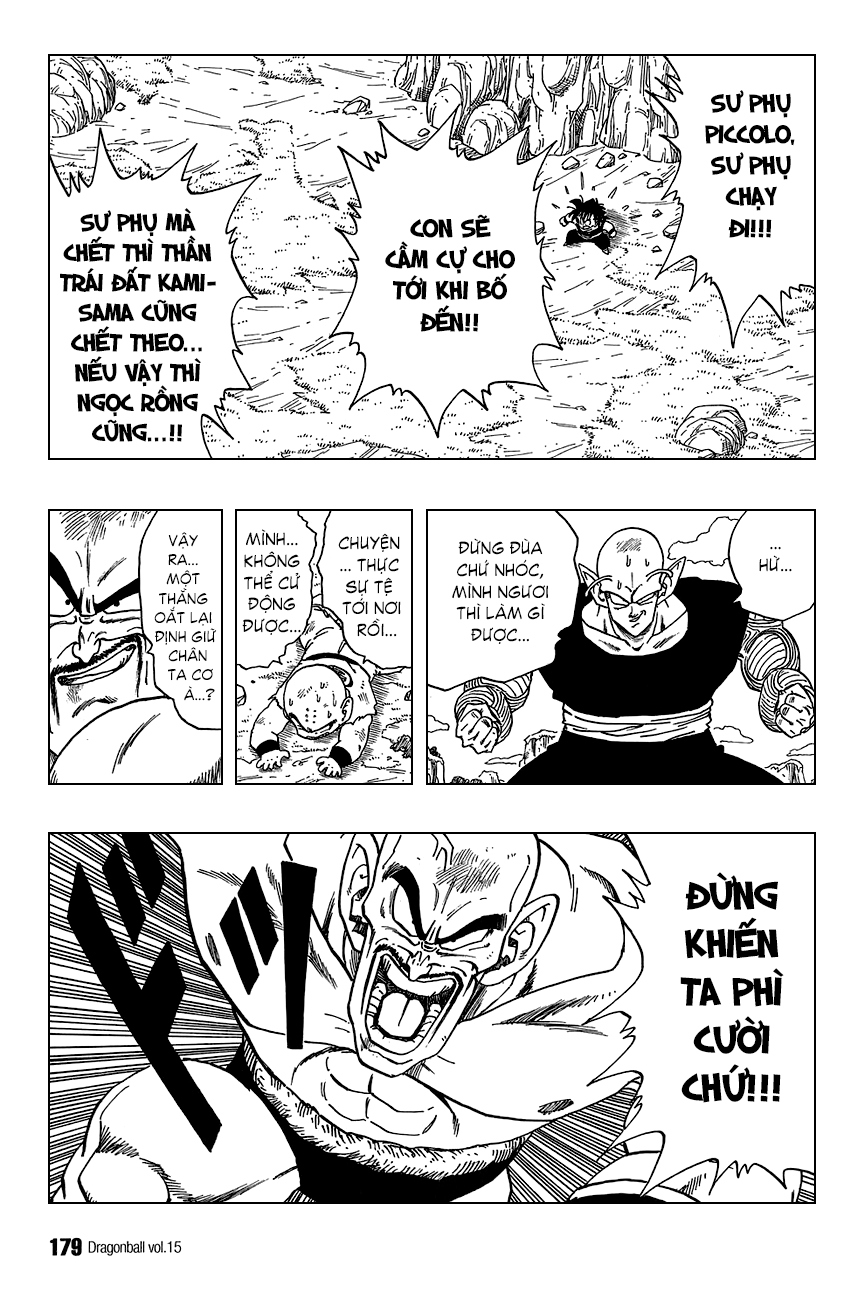 SƯ PHỤ
PICCOLO,
SƯ PHỤ
CHẠY
ĐI!!!
CON SẼ
CẦM CỰ CHO
TỚI KHI BỐ
ĐẾN!!
SƯ PHỤ MÀ
CHẾT THÌ THẦN
TRÁI ĐẤT KAMI-
SAMA CŨNG
CHẾT THEO...
NẾU VẬY THÌ
NGỌC RỒNG
CŨNG...!!
...
HỪ...
ĐỪNG ĐÙA
CHỨ NHÓC,
MÌNH NGƯƠI
THÌ LÀM GÌ
ĐƯỢC...
CHUYỆN
... THỰC
SỰ TỆ
TỚI NƠI
RỒI...
MÌNH...
KHÔNG
THỂ CỬ
ĐỘNG
ĐƯỢC...
VẬY
RA...
MỘT
THẰNG
OẮT LẠI
ĐỊNH GIỮ
CHÂN
TA CƠ
À...?
ĐỪNG
KHIẾN
TA PHÌ
CƯỜI
CHỨ!!!
179 Dragonball vol.15